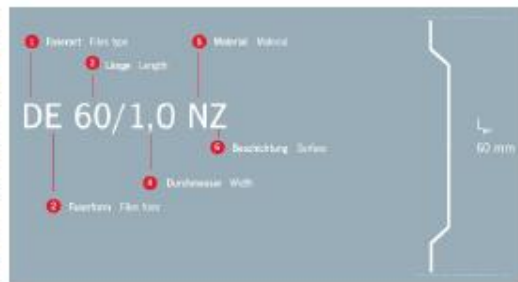 1 Faserart Fibre type
5 Material Material
3 Länge Length
DE 60/1,0 NZ
6 Beschichtung Surface
4 Durchmesser Width
2 Faserform Fibre form
60 mm